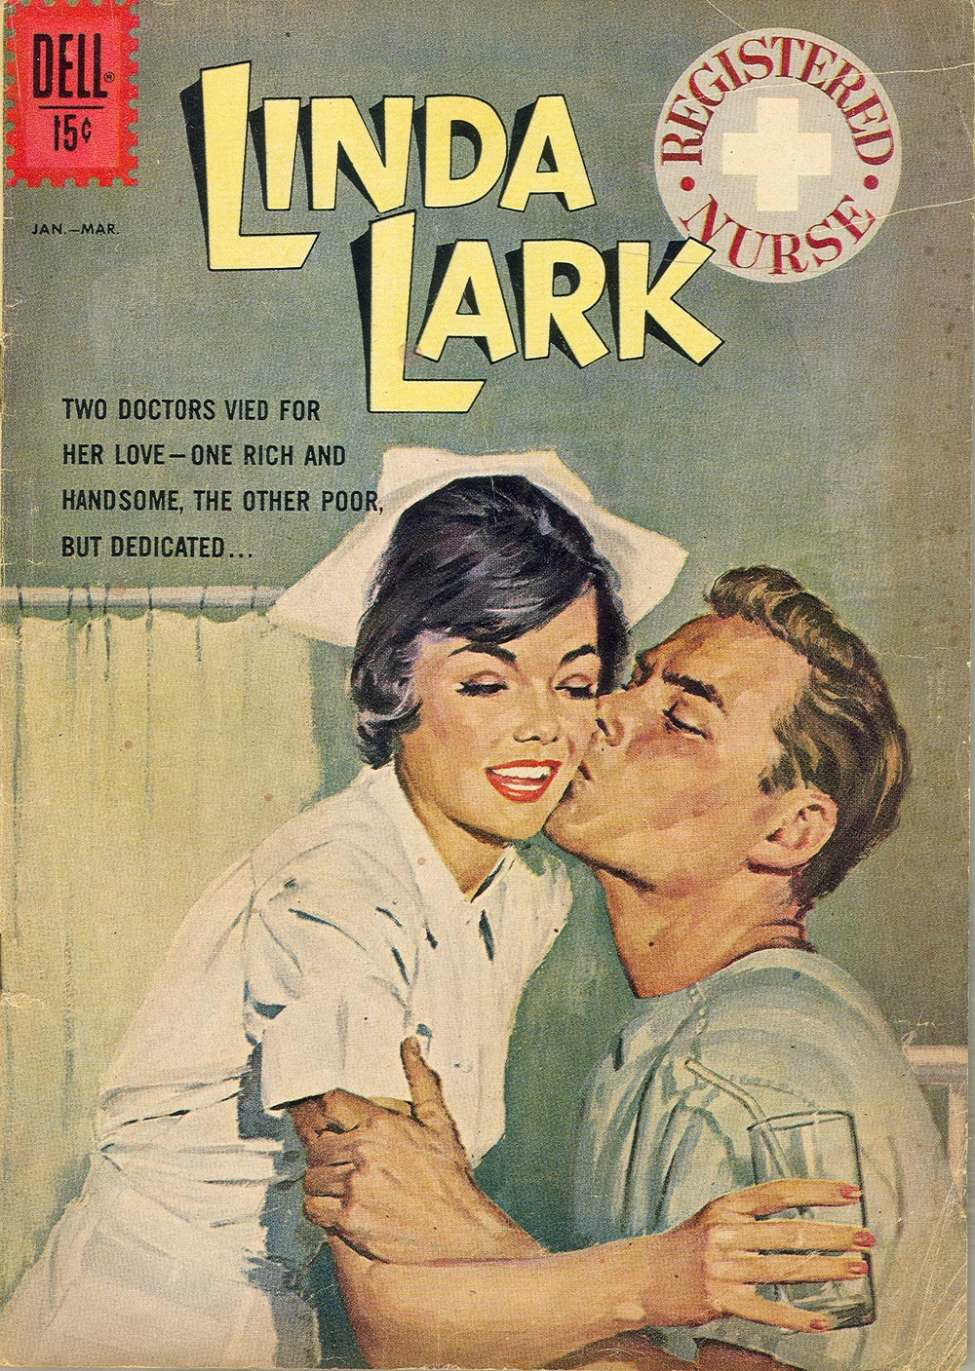 DELL®
15¢
JAN.–MAR.
LINDA
LARK
REGISTERED
• NURSE •
TWO DOCTORS VIED FOR
HER LOVE—ONE RICH AND
HANDSOME, THE OTHER POOR,
BUT DEDICATED...